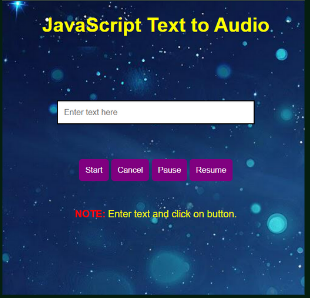 JavaScript Text to Audio
Enter text here
Start Cancel Pause Resume
NOTE: Enter text and click on button.